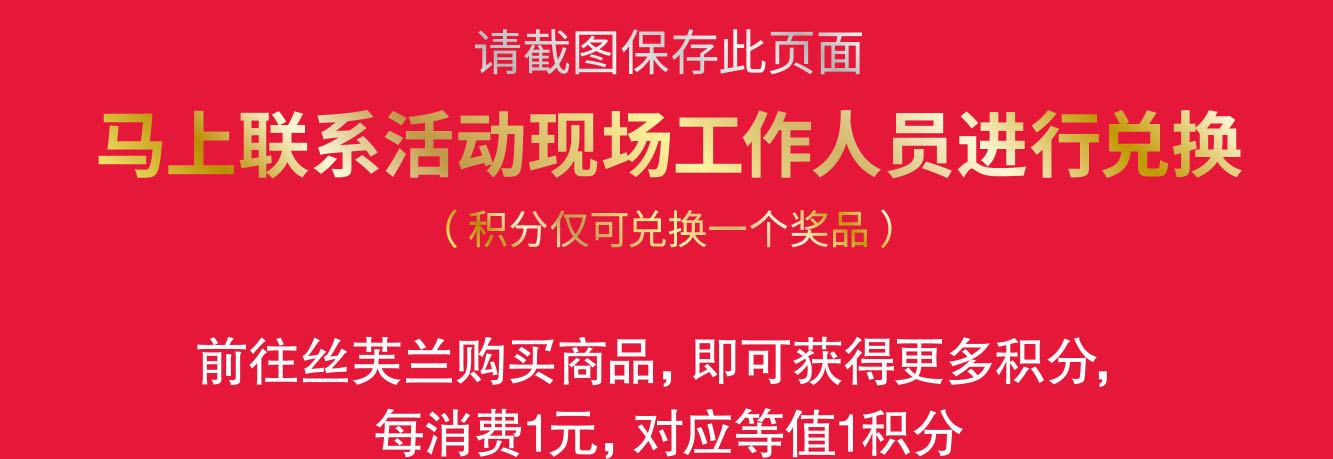 请截图保存此页面
马上联系活动现场工作人员进行兑换
（积分仅可兑换一个奖品）
前往丝芙兰购买商品，即可获得更多积分，
每消费1元，对应等值1积分